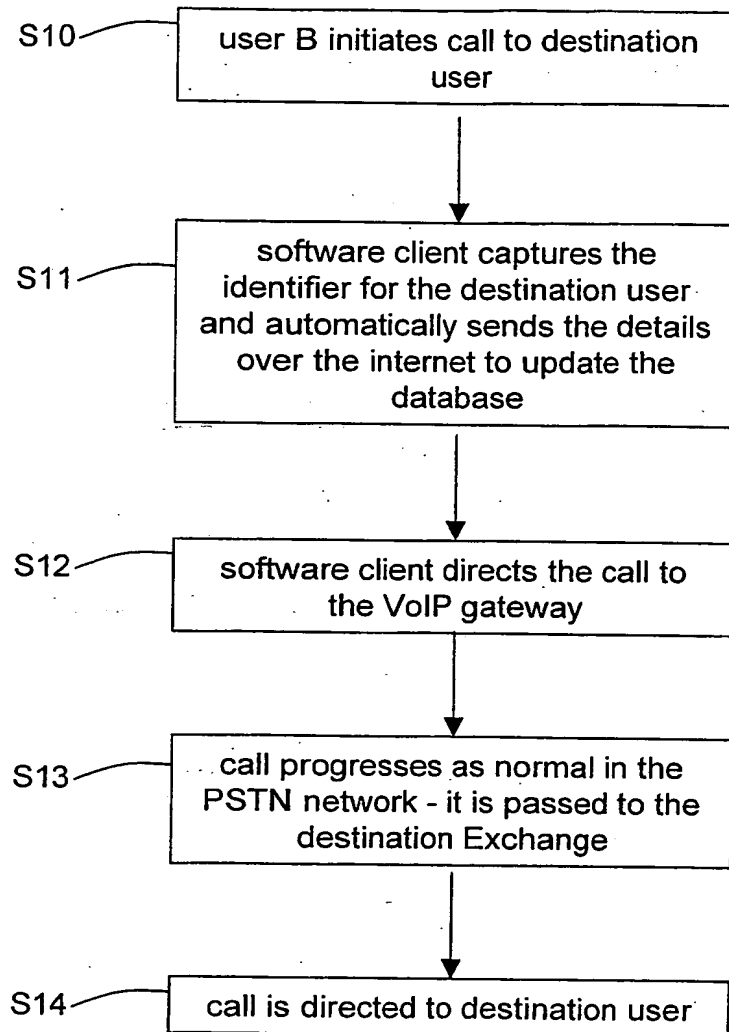 S10
user B initiates call to destination
user
S11
software client captures the
identifier for the destination user
and automatically sends the details
over the internet to update the
database
S12
software client directs the call to
the VoIP gateway
S13
call progresses as normal in the
PSTN network - it is passed to the
destination Exchange
S14
call is directed to destination user